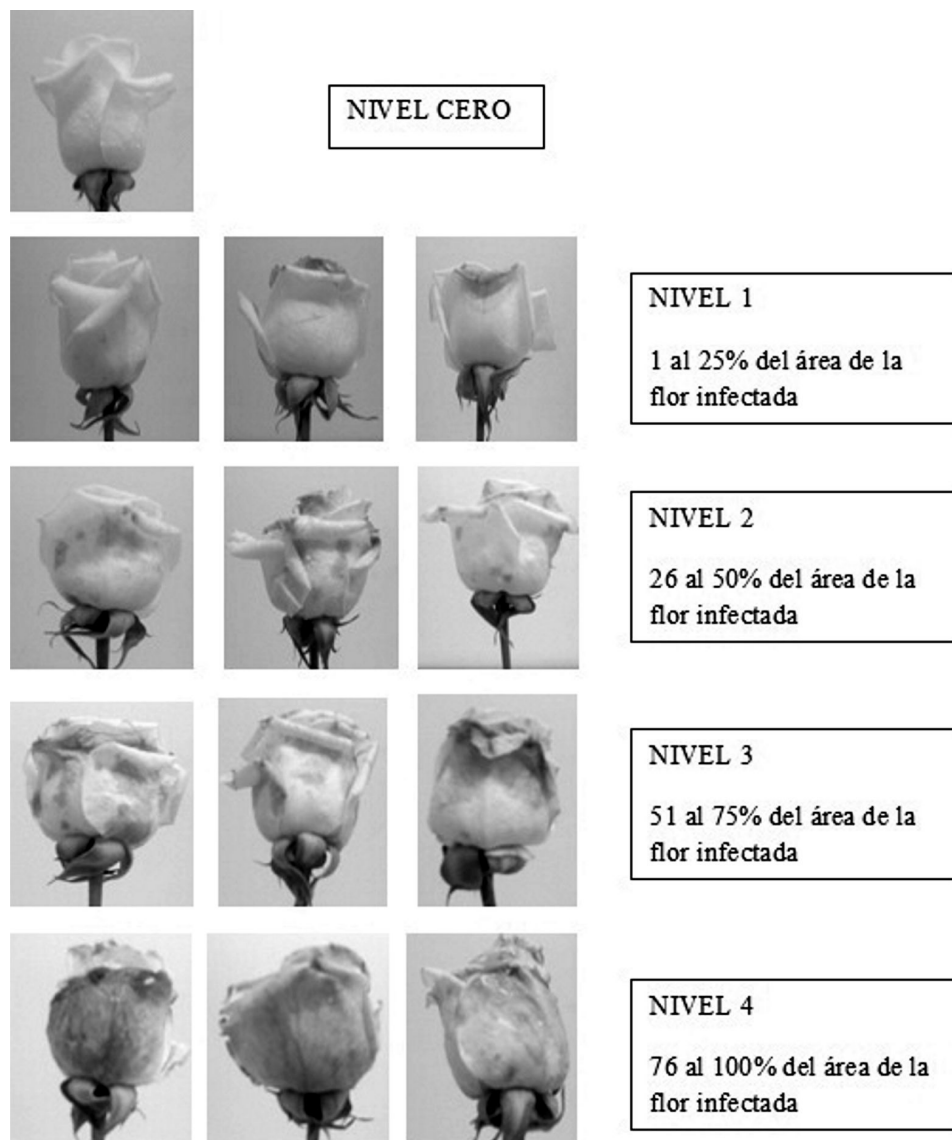 NIVEL CERO
NIVEL 1
1 al 25% del área de la
flor infectada
NIVEL 2
26 al 50% del área de la
flor infectada
NIVEL 3
51 al 75% del área de la
flor infectada
NIVEL 4
76 al 100% del área de la
flor infectada